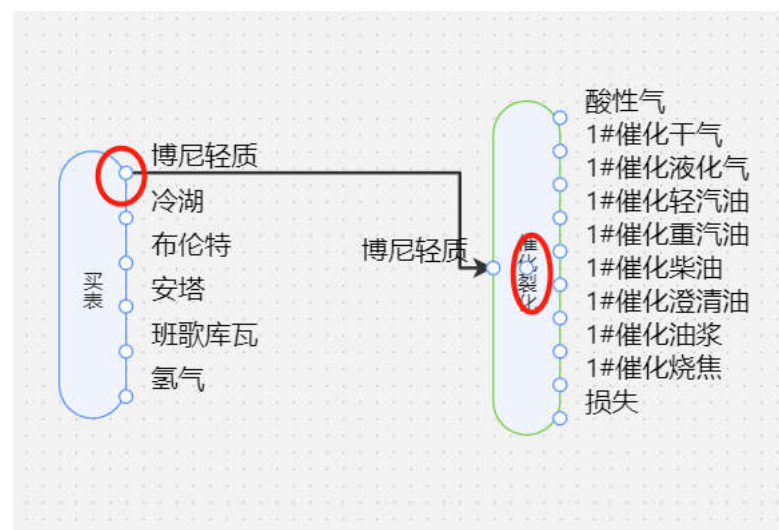 买表
博尼轻质
冷湖
布伦特
安塔
班歌库瓦
氢气
博尼轻质
催化裂化
酸性气
1#催化干气
1#催化液化气
1#催化轻汽油
1#催化重汽油
1#催化柴油
1#催化澄清油
1#催化油浆
1#催化烧焦
损失